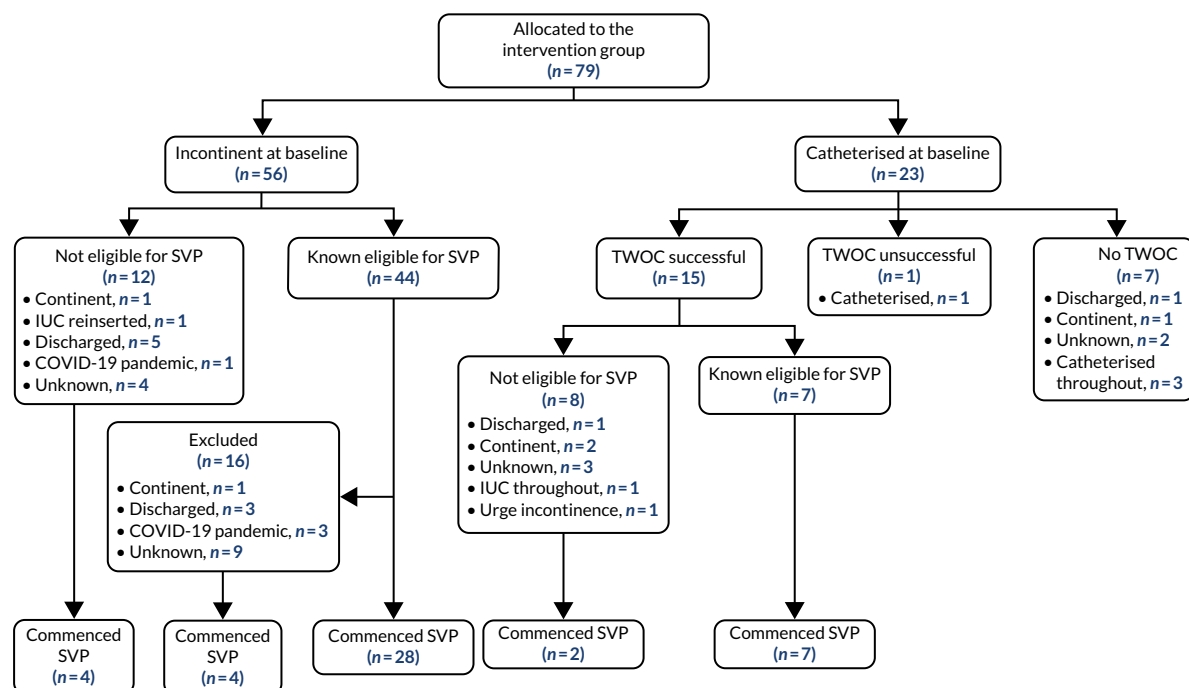 Allocated to the
intervention group
(n = 79)
Incontinent at baseline
(n = 56)
Catheterised at baseline
(n = 23)
Not eligible for SVP
(n = 12)
• Continent, n = 1
• IUC reinserted, n = 1
• Discharged, n = 5
• COVID-19 pandemic, n = 1
• Unknown, n = 4
Known eligible for SVP
(n = 44)
TWOC successful
(n = 15)
TWOC unsuccessful
(n = 1)
• Catheterised, n = 1
No TWOC
(n = 7)
• Discharged, n = 1
• Continent, n = 1
• Unknown, n = 2
• Catheterised
throughout, n = 3
Not eligible for SVP
(n = 8)
• Discharged, n = 1
• Continent, n = 2
• Unknown, n = 3
• IUC throughout, n = 1
• Urge incontinence, n = 1
Known eligible for SVP
(n = 7)
Excluded
(n = 16)
• Continent, n = 1
• Discharged, n = 3
• COVID-19 pandemic, n = 3
• Unknown, n = 9
Commenced
SVP
(n = 4)
Commenced
SVP
(n = 4)
Commenced SVP
(n = 28)
Commenced SVP
(n = 2)
Commenced SVP
(n = 7)